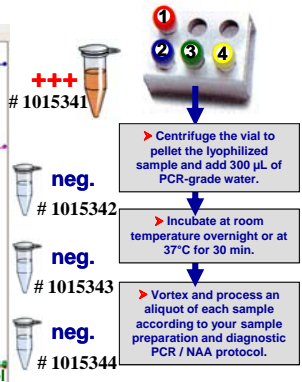 1
2 3 4
+++
# 1015341
neg.
# 1015342
neg.
# 1015343
neg.
# 1015344
➤ Centrifuge the vial to
pellet the lyophilized
sample and add 300 µL of
PCR-grade water.
➤ Incubate at room
temperature overnight or at
37°C for 30 min.
➤ Vortex and process an
aliquot of each sample
according to your sample
preparation and diagnostic
PCR / NAA protocol.